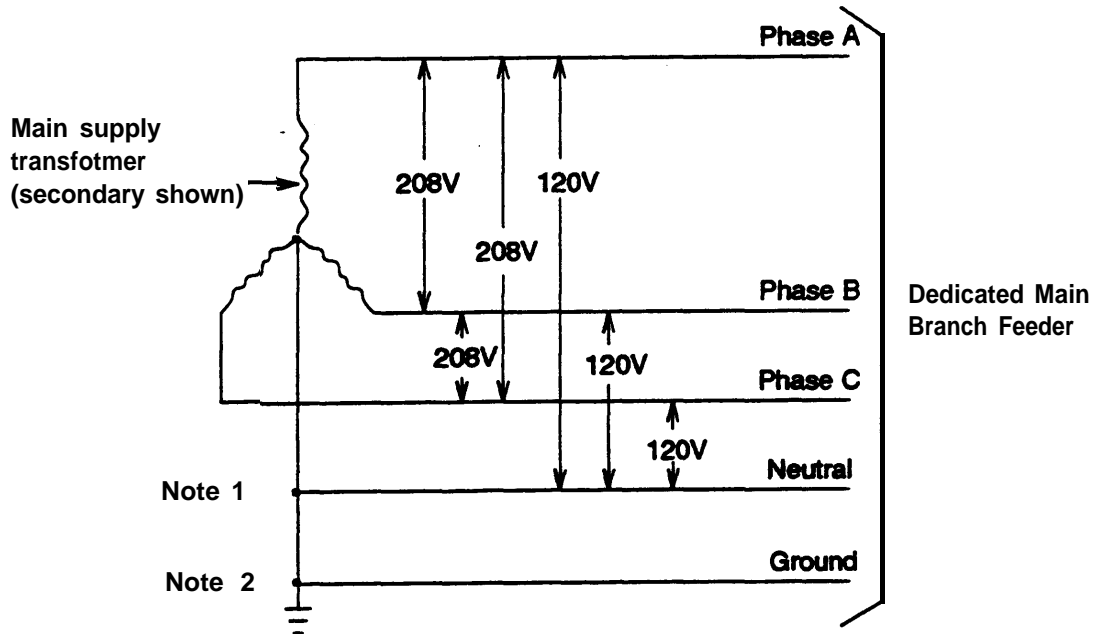 Phase A
Main supply
transfotmer
(secondary shown)
208V
120V
208V
Phase B
Dedicated Main
Branch Feeder
208V
120V
Phase C
120V
Neutral
Note 1
Ground
Note 2